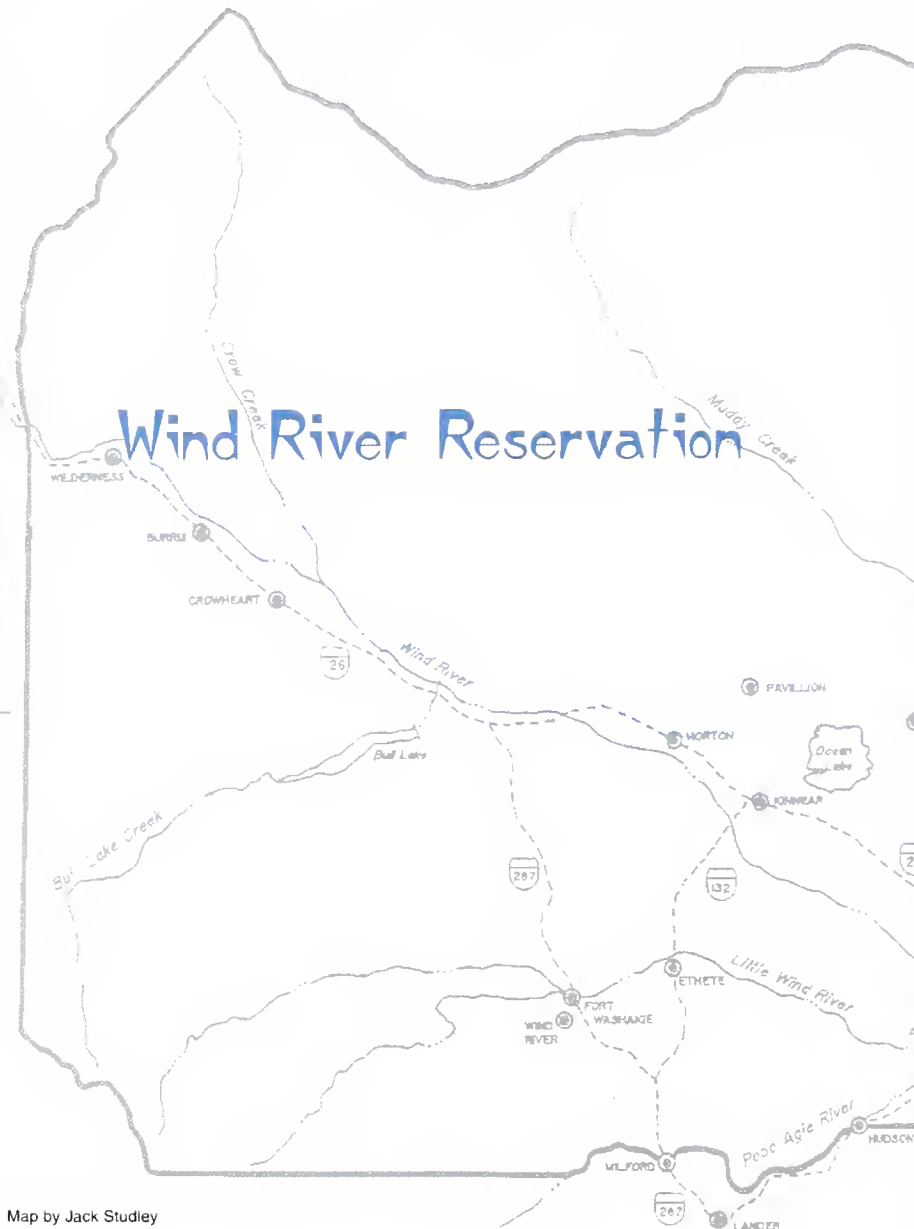 Crow Creek
Muddy Creek
Wind River Reservation
WILDERNESS
BURRIS
CROWHEART
26
Wind River
PAVILLION
MORTON
Ocean
Lake
Bull Lake
KINNEAR
Bull Lake Creek
287
132
Little Wind River
ETHETE
FORT
WASHAKIE
WIND
RIVER
Popo Agie River
HUDSON
MILFORD
287
LANDER
Map by Jack Studley